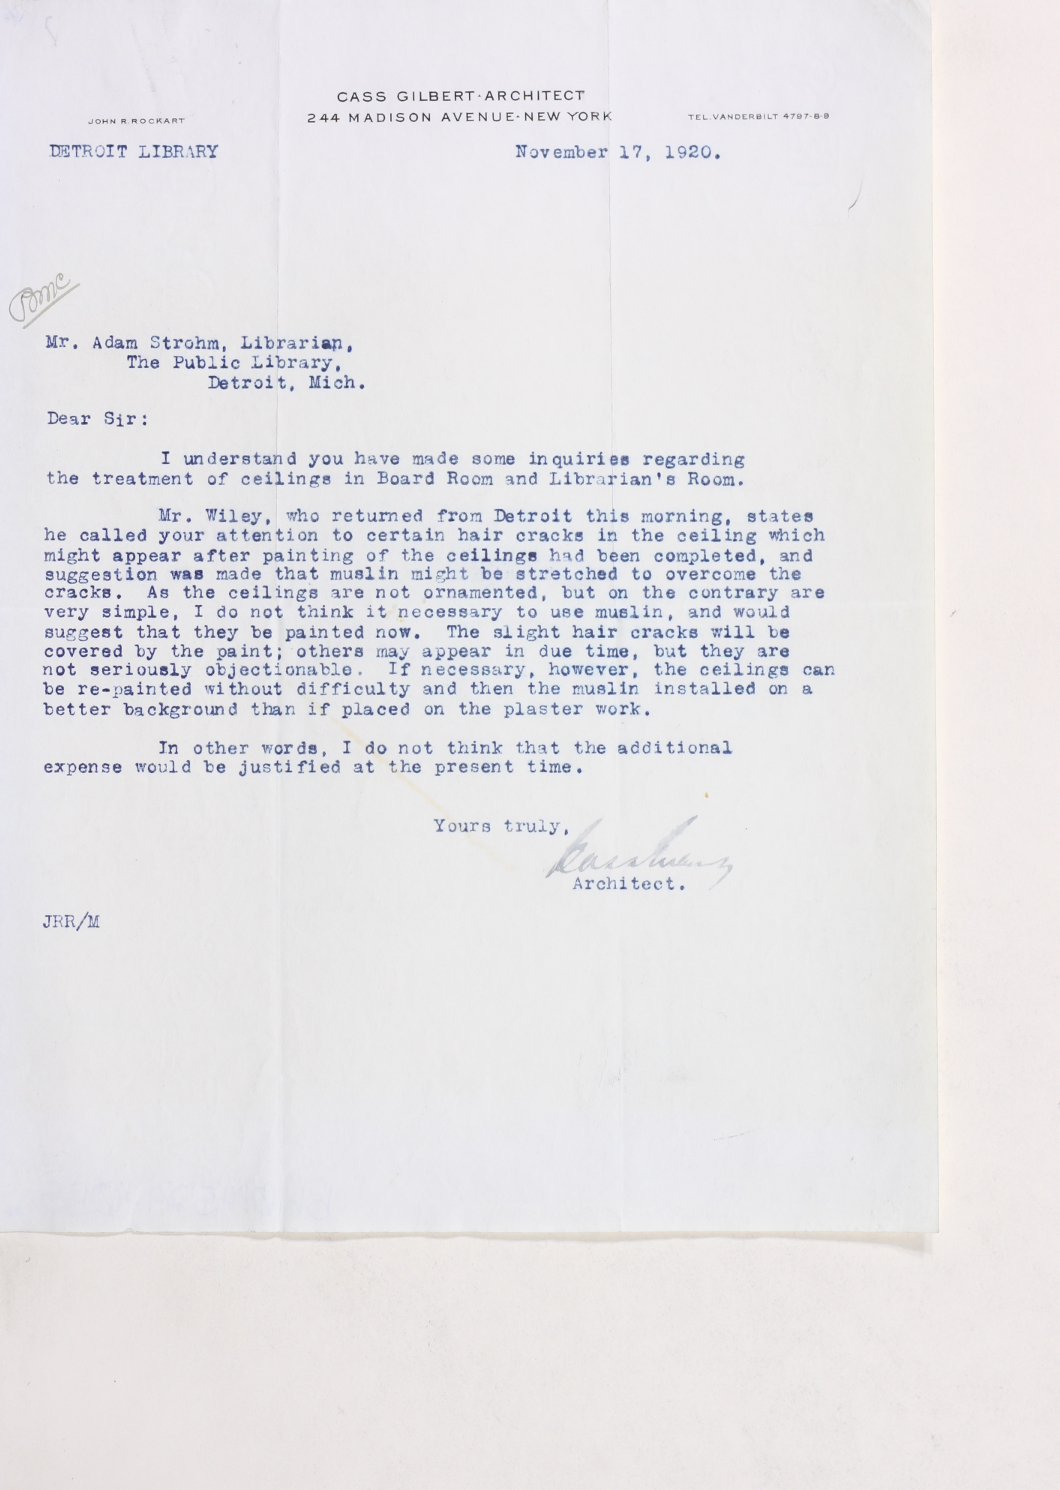 CASS GILBERT·ARCHITECT
244 MADISON AVENUE·NEW YORK
JOHN R. ROCKART
TEL. VANDERBILT 4797-8-9
DETROIT LIBRARY
November 17, 1920.
Mr. Adam Strohm, Librarian,
The Public Library,
Detroit, Mich.
Dear Sir:
I understand you have made some inquiries regarding
the treatment of ceilings in Board Room and Librarian's Room.
Mr. Wiley, who returned from Detroit this morning, states
he called your attention to certain hair cracks in the ceiling which
might appear after painting of the ceilings had been completed, and
suggestion was made that muslin might be stretched to overcome the
cracks. As the ceilings are not ornamented, but on the contrary are
very simple, I do not think it necessary to use muslin, and would
suggest that they be painted now. The slight hair cracks will be
covered by the paint; others may appear in due time, but they are
not seriously objectionable. If necessary, however, the ceilings can
be re-painted without difficulty and then the muslin installed on a
better background than if placed on the plaster work.
In other words, I do not think that the additional
expense would be justified at the present time.
Yours truly,
Architect.
JRR/M